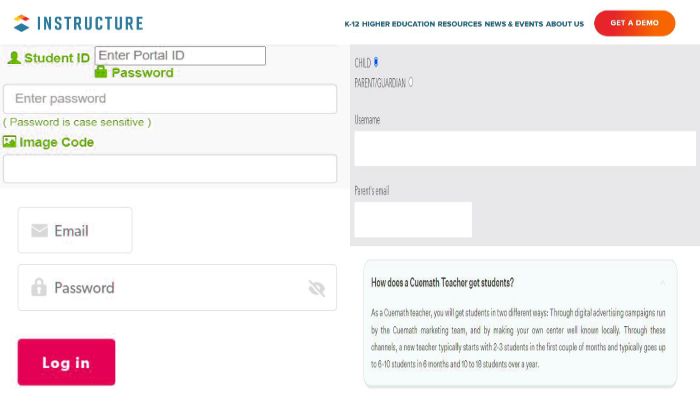 INSTRUCTURE
K-12 HIGHER EDUCATION RESOURCES NEWS & EVENTS ABOUT US
GET A DEMO
Student ID Enter Portal ID
Password
Enter password
( Password is case sensitive )
Image Code
Email
Password
Log in
CHILD
PARENT/GUARDIAN
Username
Parent's email
How does a Cuemath Teacher get students?
As a Cuemath teacher, you will get students in two different ways: Through digital advertising campaigns run
by the Cuemath marketing team, and by making your own center well known locally. Through these
channels, a new teacher typically starts with 2-3 students in the first couple of months and typically goes up
to 6-10 students in 6 months and 10 to 18 students over a year.